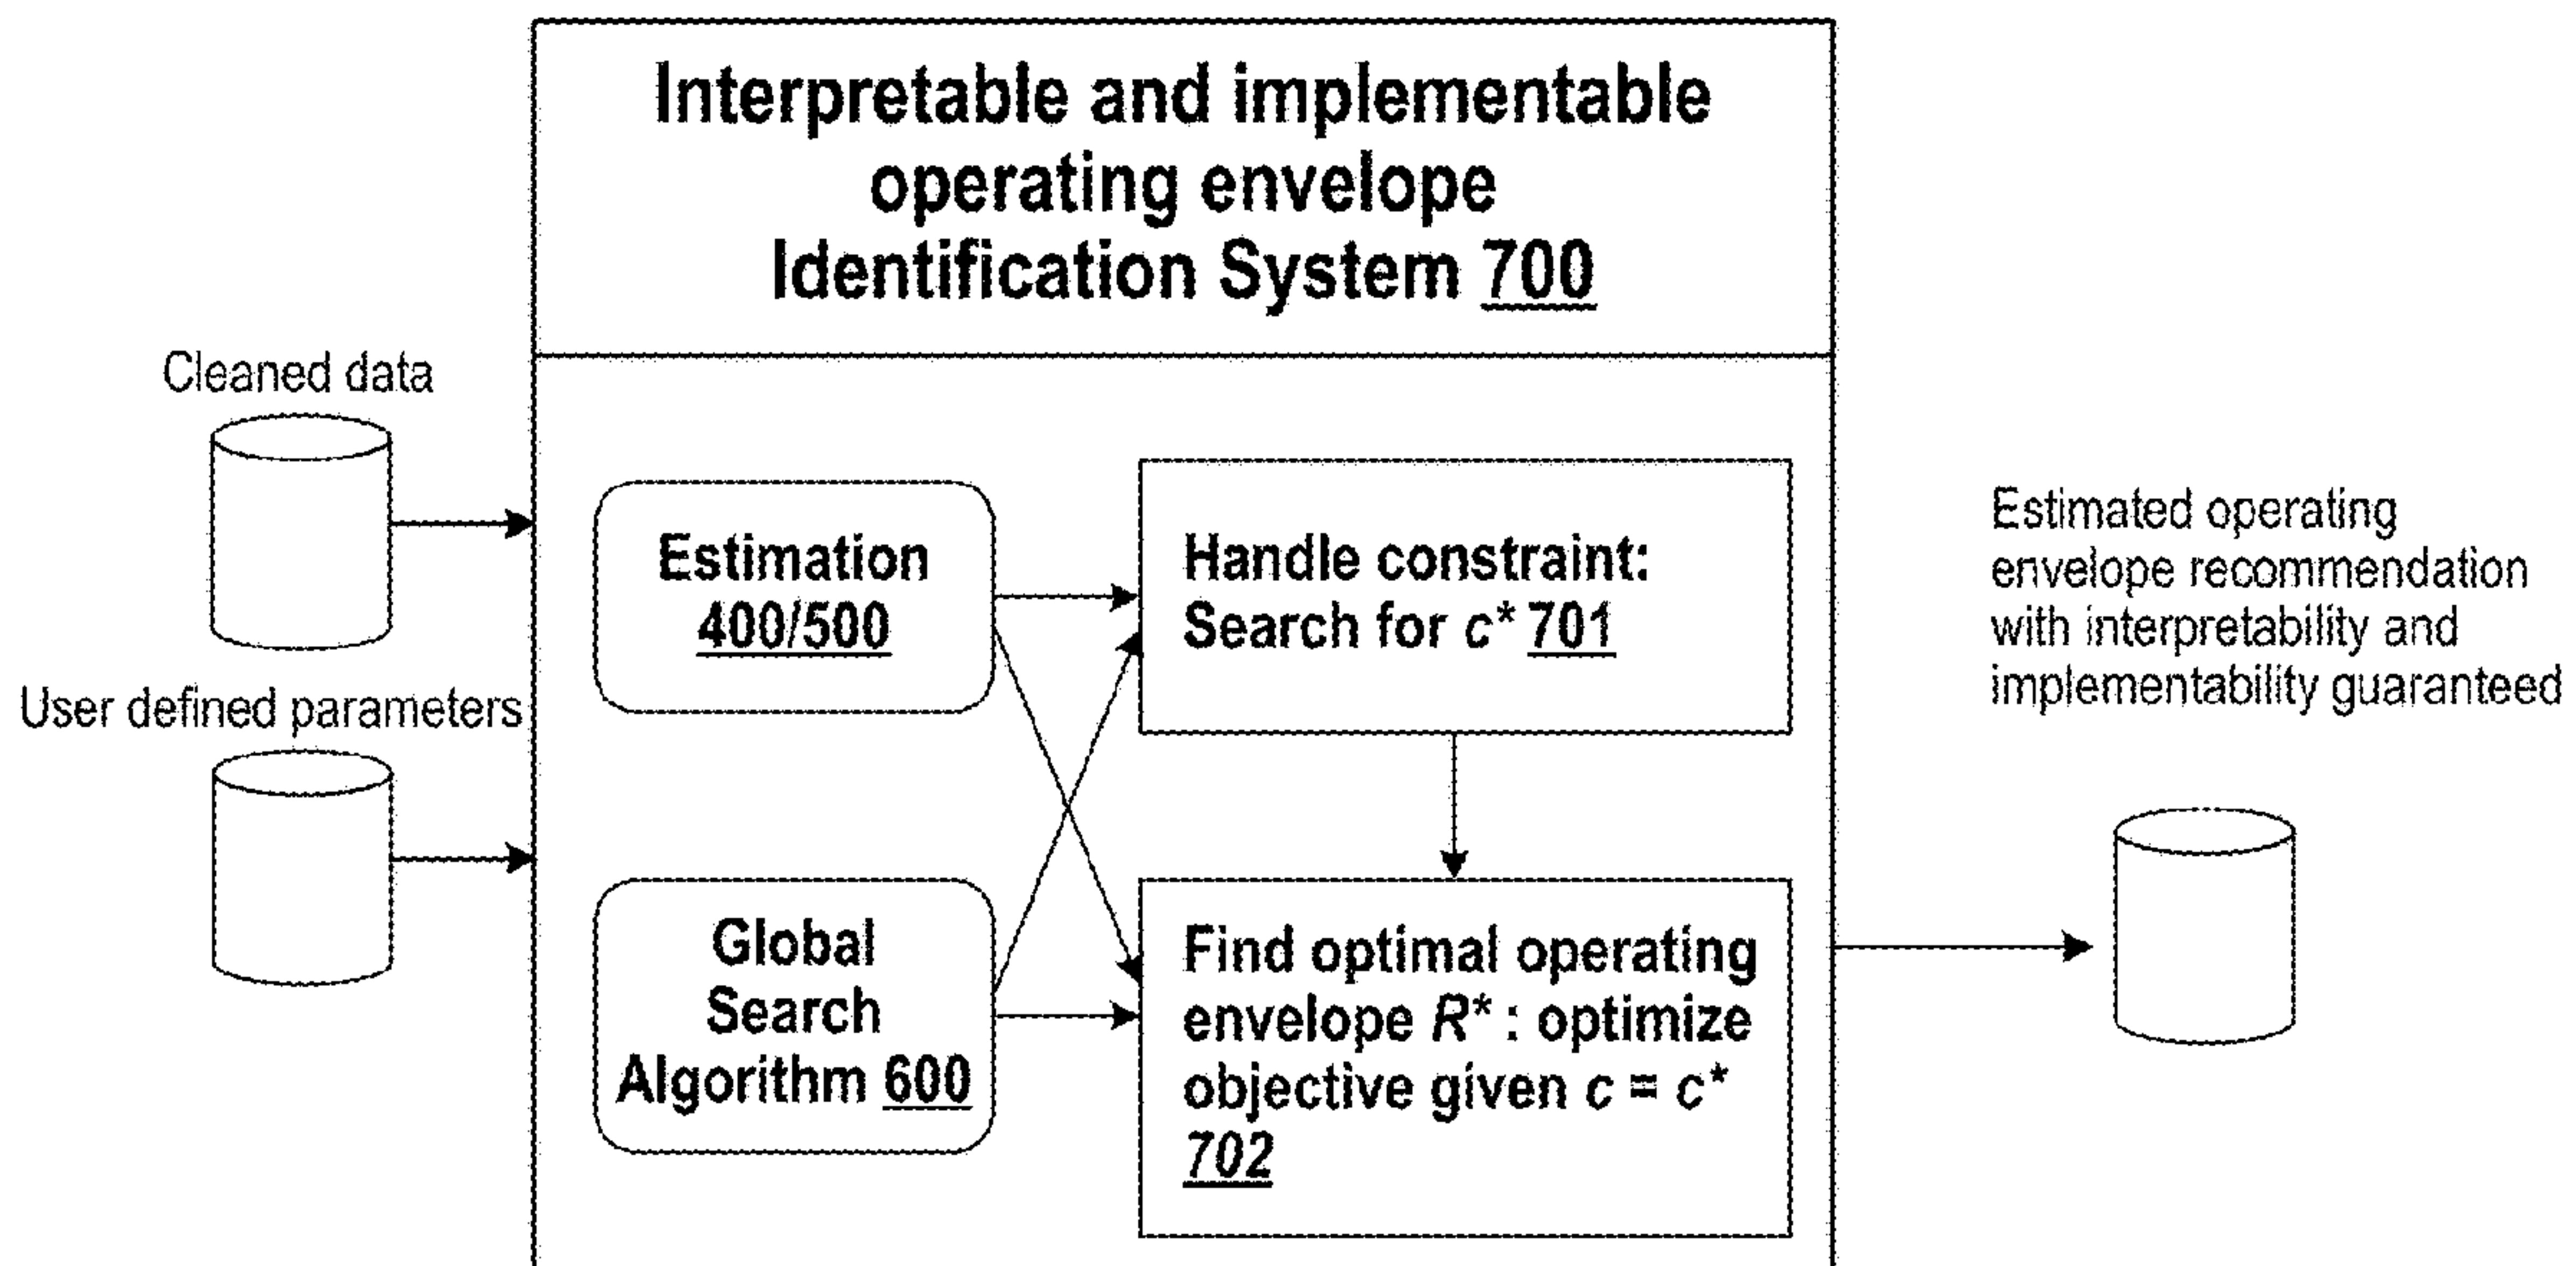 Interpretable and implementable
operating envelope
Identification System 700
Cleaned data
User defined parameters
Estimation
400/500
Global
Search
Algorithm 600
Handle constraint:
Search for c* 701
Find optimal operating
envelope R* : optimize
objective given c = c*
702
Estimated operating
envelope recommendation
with interpretability and
implementability guaranteed